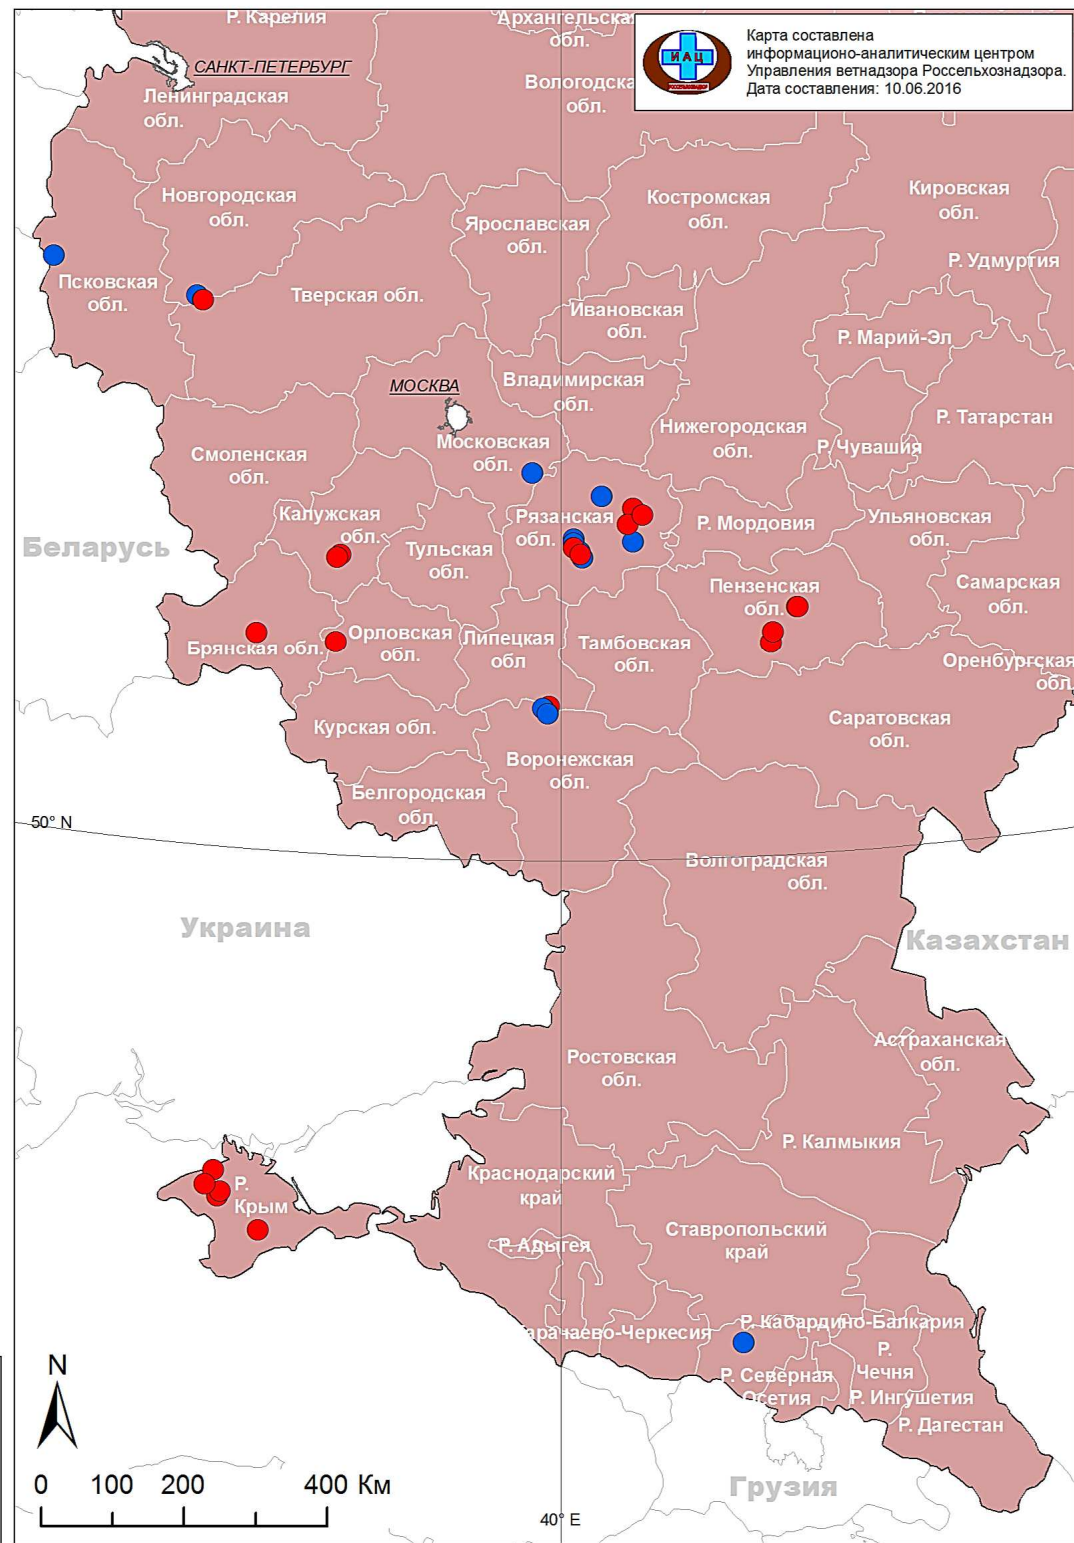 Р. Карелия
Архангельская
обл.
Карта составлена
информационо-аналитическим центром
Управления ветнадзора Россельхознадзора.
Дата составления: 10.06.2016
ИАЦ
РОССЕЛЬХОЗНАДЗОР
САНКТ-ПЕТЕРБУРГ
Ленинградская
обл.
Вологодска
обл.
Новгородская
обл.
Костромская
обл.
Кировская
обл.
Ярославская
обл.
Р. Удмуртия
Псковская
обл.
Тверская обл.
Ивановская
обл.
Р. Марий-Эл
МОСКВА
Владимирская
обл.
Р. Татарстан
Нижегородская
обл.
Р. Чувашия
Московская
обл.
Смоленская
обл.
Калужская
обл.
Рязанская
обл.
Р. Мордовия
Ульяновская
обл.
Беларусь
Тульская
обл.
Пензенская
обл.
Самарская
обл.
Брянская обл.
Орловская
обл.
Липецкая
обл
Тамбовская
обл.
Оренбургская
обл.
Курская обл.
Саратовская
обл.
Воронежская
обл.
Белгородская
обл.
50° N
Волгоградская
обл.
Украина
Казахстан
Ростовская
обл.
Астраханская
обл.
Р. Калмыкия
Краснодарский
край
Р.
Крым
Ставропольский
край
Р. Адыгея
Р. Кабардино-Балкария
арачаево-Черкесия
Р.
Чечня
Р. Северная
Осетия
Р. Ингушетия
Р. Дагестан
N
0 100 200 400 Км
Грузия
40° E